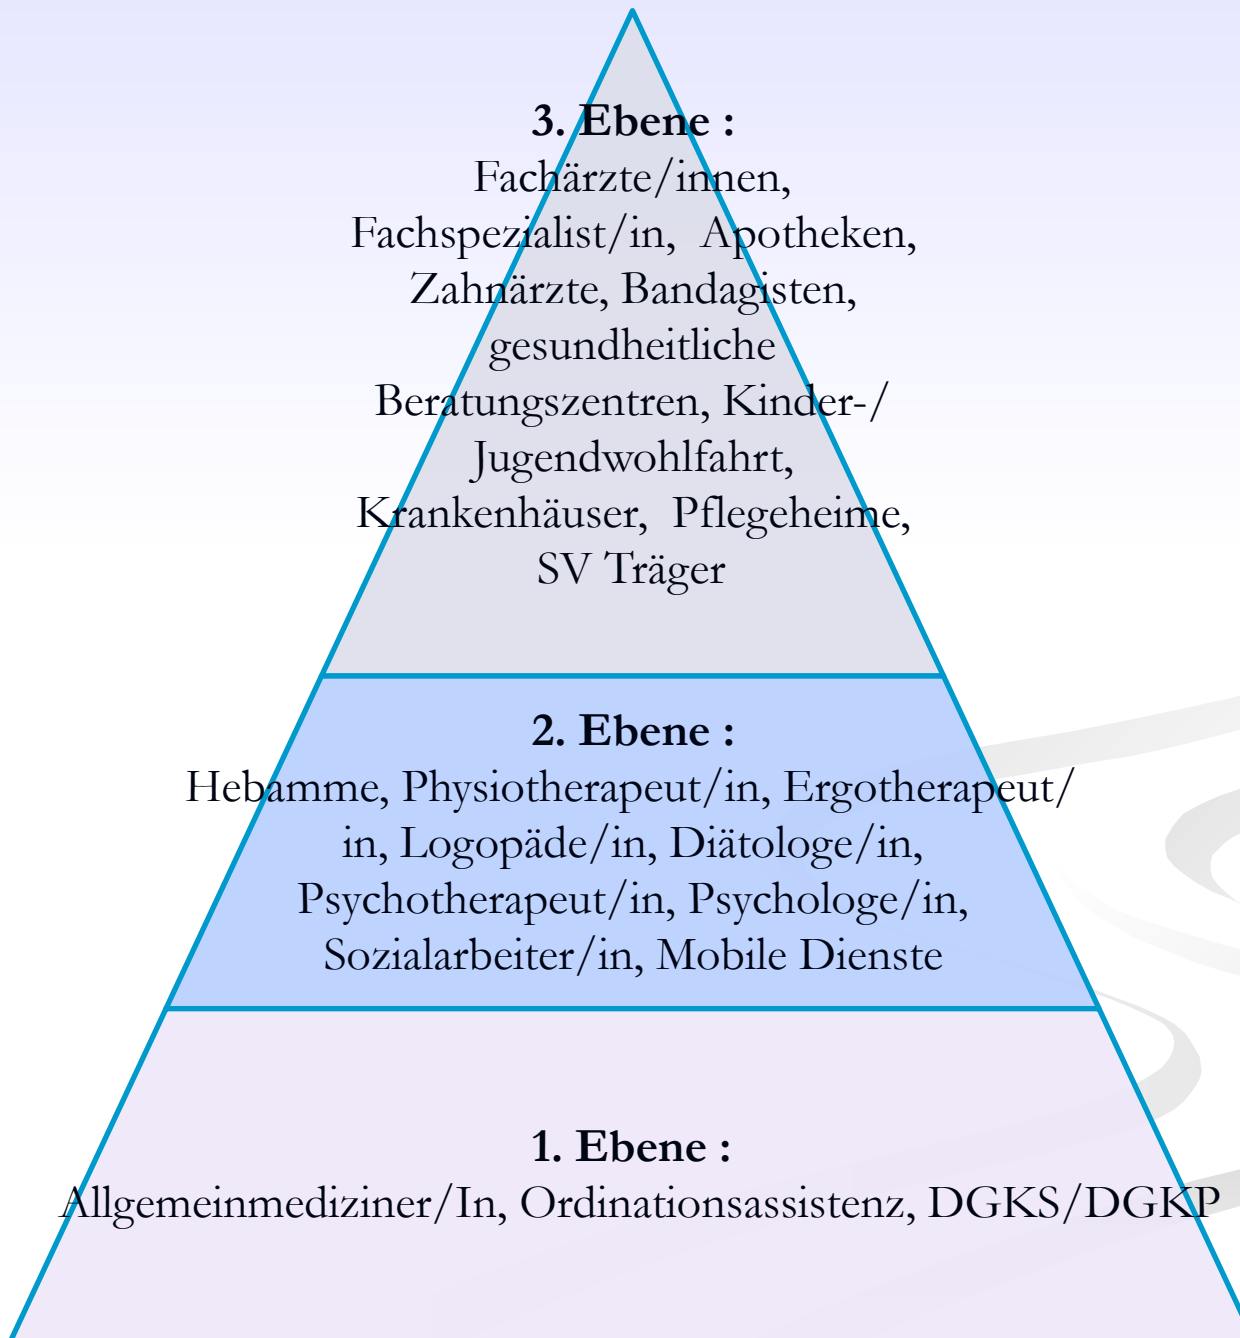 3. Ebene :
Fachärzte/innen,
Fachspezialist/in, Apotheken,
Zahnärzte, Bandagisten,
gesundheitliche
Beratungszentren, Kinder-/
Jugendwohlfahrt,
Krankenhäuser, Pflegeheime,
SV Träger
2. Ebene :
Hebamme, Physiotherapeut/in, Ergotherapeut/
in, Logopäde/in, Diätologe/in,
Psychotherapeut/in, Psychologe/in,
Sozialarbeiter/in, Mobile Dienste
1. Ebene :
Allgemeinmediziner/In, Ordinationsassistenz, DGKS/DGKP